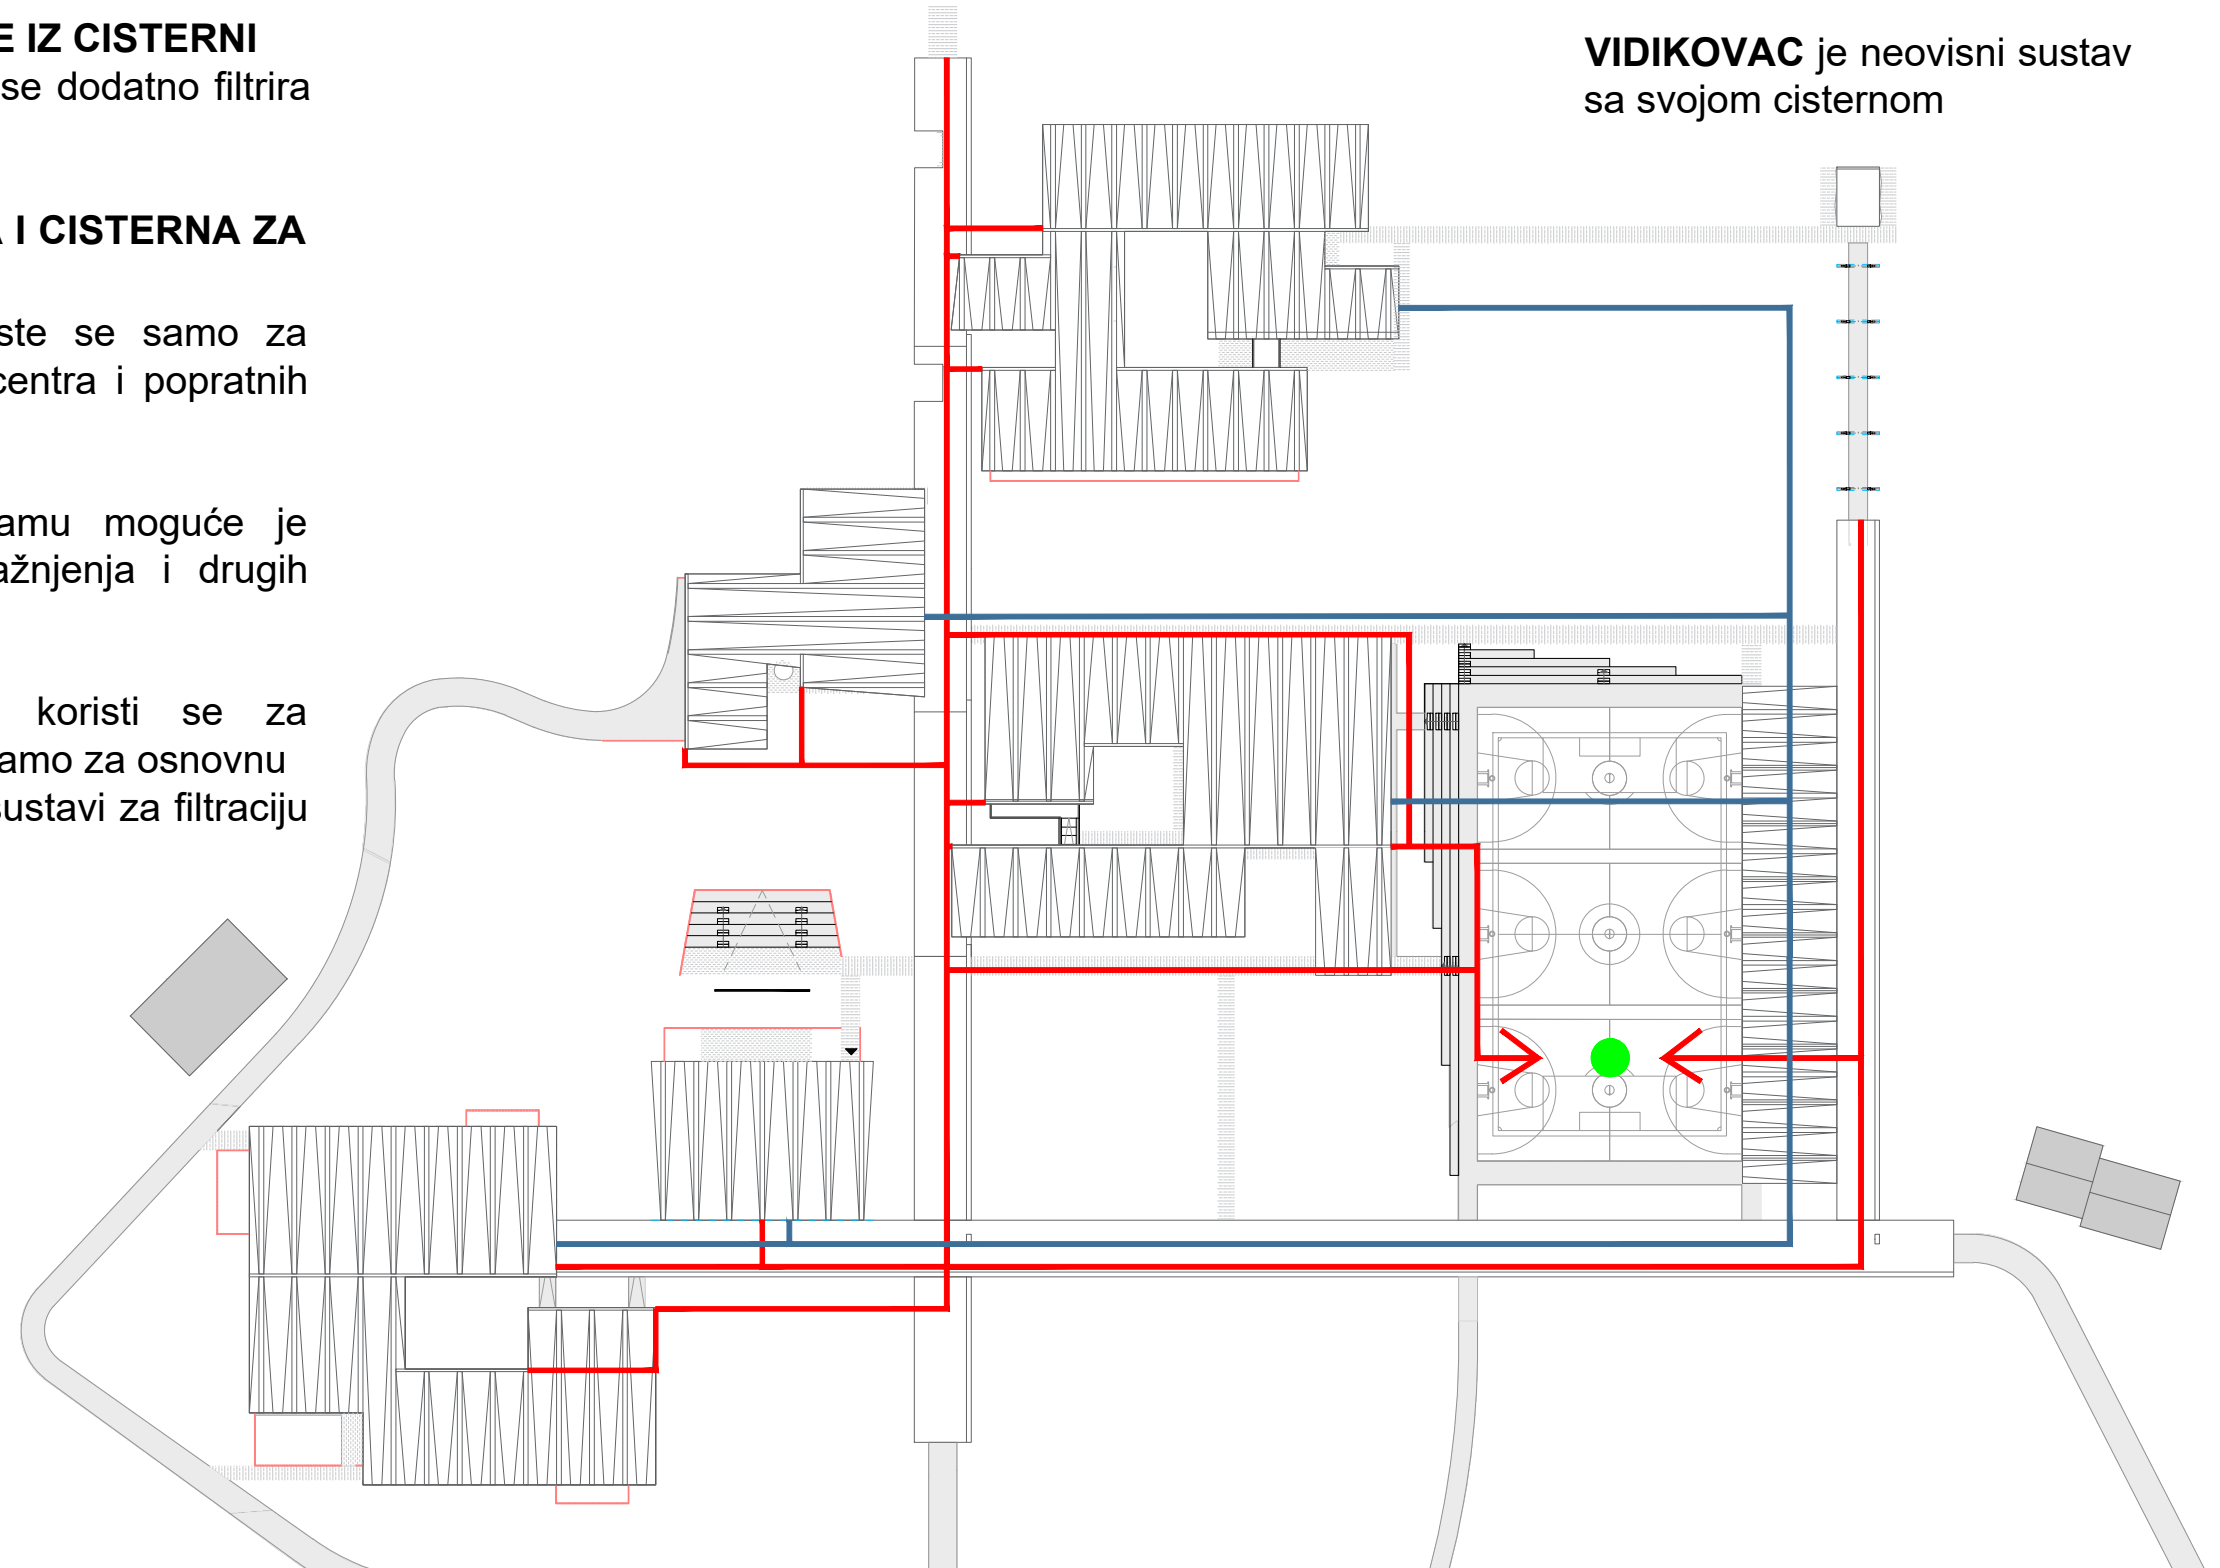 E IZ CISTERNI
se dodatno filtrira
A I CISTERNA ZA
ste se samo za
centra i popratnih
amu moguće je
ažnjenja i drugih
koristi se za
amo za osnovnu
sustavi za filtraciju
VIDIKOVAC je neovisni sustav
sa svojom cisternom